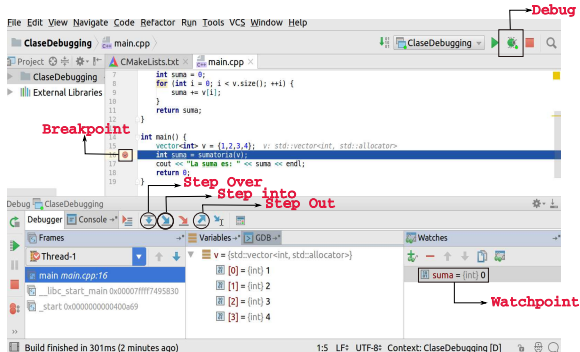 Debug
File Edit View Navigate Code Refactor Run Tools VCS Window Help
ClaseDebugging main.cpp
ClaseDebugging
Project
CMakeLists.txt
main.cpp
ClaseDebugging
External Libraries
7 int suma = 0;
8 for (int i = 0; i < v.size(); ++i) {
9 suma += v[i];
10 }
11 return suma;
12 }
13
14 int main() {
15 vector<int> v = {1,2,3,4}; v: std::vector<int, std::allocator>
int suma = sumatoria(v);
17 cout << "La suma es: " << suma << endl;
18 return 0;
19 }
Breakpoint
Step Over
Step into
Step Out
Debug ClaseDebugging
Debugger Console
Frames
Variables
GDB
Watches
Thread-1
main main.cpp:16
__libc_start_main 0x00007ffff7495830
_start 0x0000000000400a69
v = {std::vector<int, std::allocator>}
[0] = {int} 1
[1] = {int} 2
[2] = {int} 3
[3] = {int} 4
suma = {int} 0
Watchpoint
Build finished in 301ms (2 minutes ago)
1:5 LF÷ UTF-8÷ Context: ClaseDebugging [D]